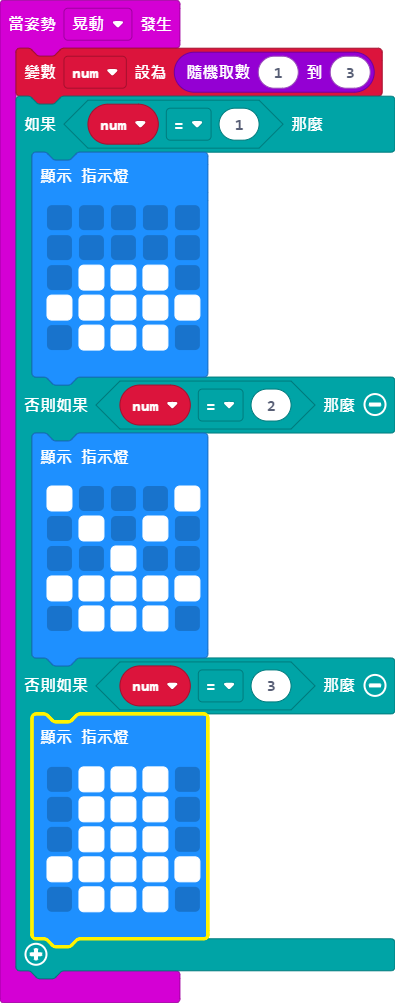 當姿勢 晃動 發生
變數 num 設為 隨機取數 1 到 3
如果 num = 1 那麼
顯示 指示燈
否則如果 num = 2 那麼
顯示 指示燈
否則如果 num = 3 那麼
顯示 指示燈